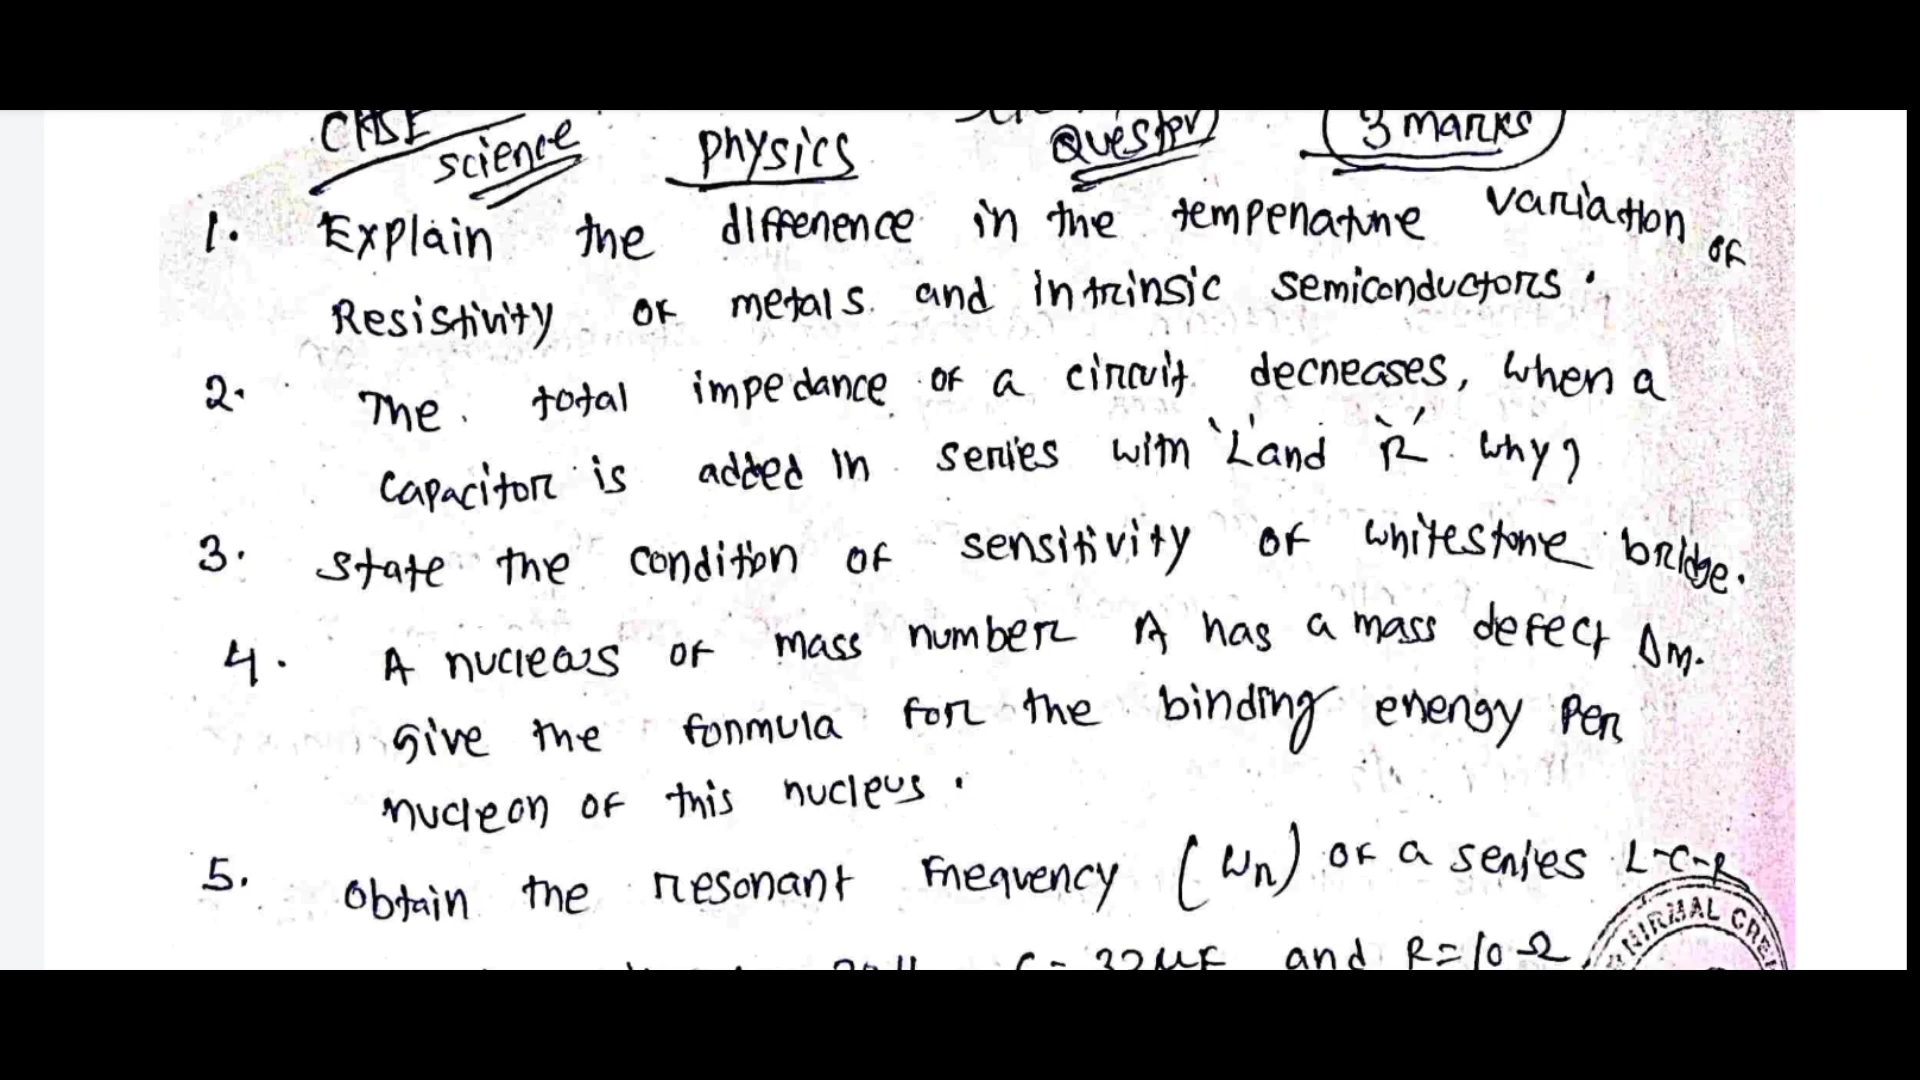 CHSE
science
Physics
Question
3 marks
1. Explain the difference in the temperature variation of
Resistivity of metals and intrinsic semiconductors.
2. The total impedance of a circuit decreases, when a
capacitor is added in series with 'L' and 'R' why?
3. state the condition of sensitivity of whitestone bridge.
4. A nucleus of mass number A has a mass defect Δm.
Give the formula for the binding energy per
nucleon of this nucleus.
5. obtain the resonant frequency (ωr) of a series L-C-R
and R=10Ω
NIRMAL